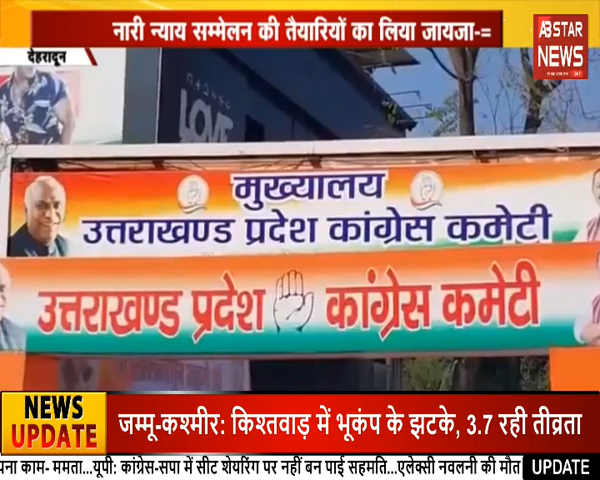 नारी न्याय सम्मेलन की तैयारियों का लिया जायजा-=
देहरादून
AB STAR
NEWS
LOVE
मुख्यालय
उत्तराखण्ड प्रदेश कांग्रेस कमेटी
उत्तराखण्ड प्रदेश कांग्रेस कमेटी
NEWS
UPDATE
जम्मू-कश्मीर: किश्तवाड़ में भूकंप के झटके, 3.7 रही तीव्रता
काम- ममता...यूपी: कांग्रेस-सपा में सीट शेयरिंग पर नहीं बन पाई सहमति...एलेक्सी नवलनी की मौत
UPDATE